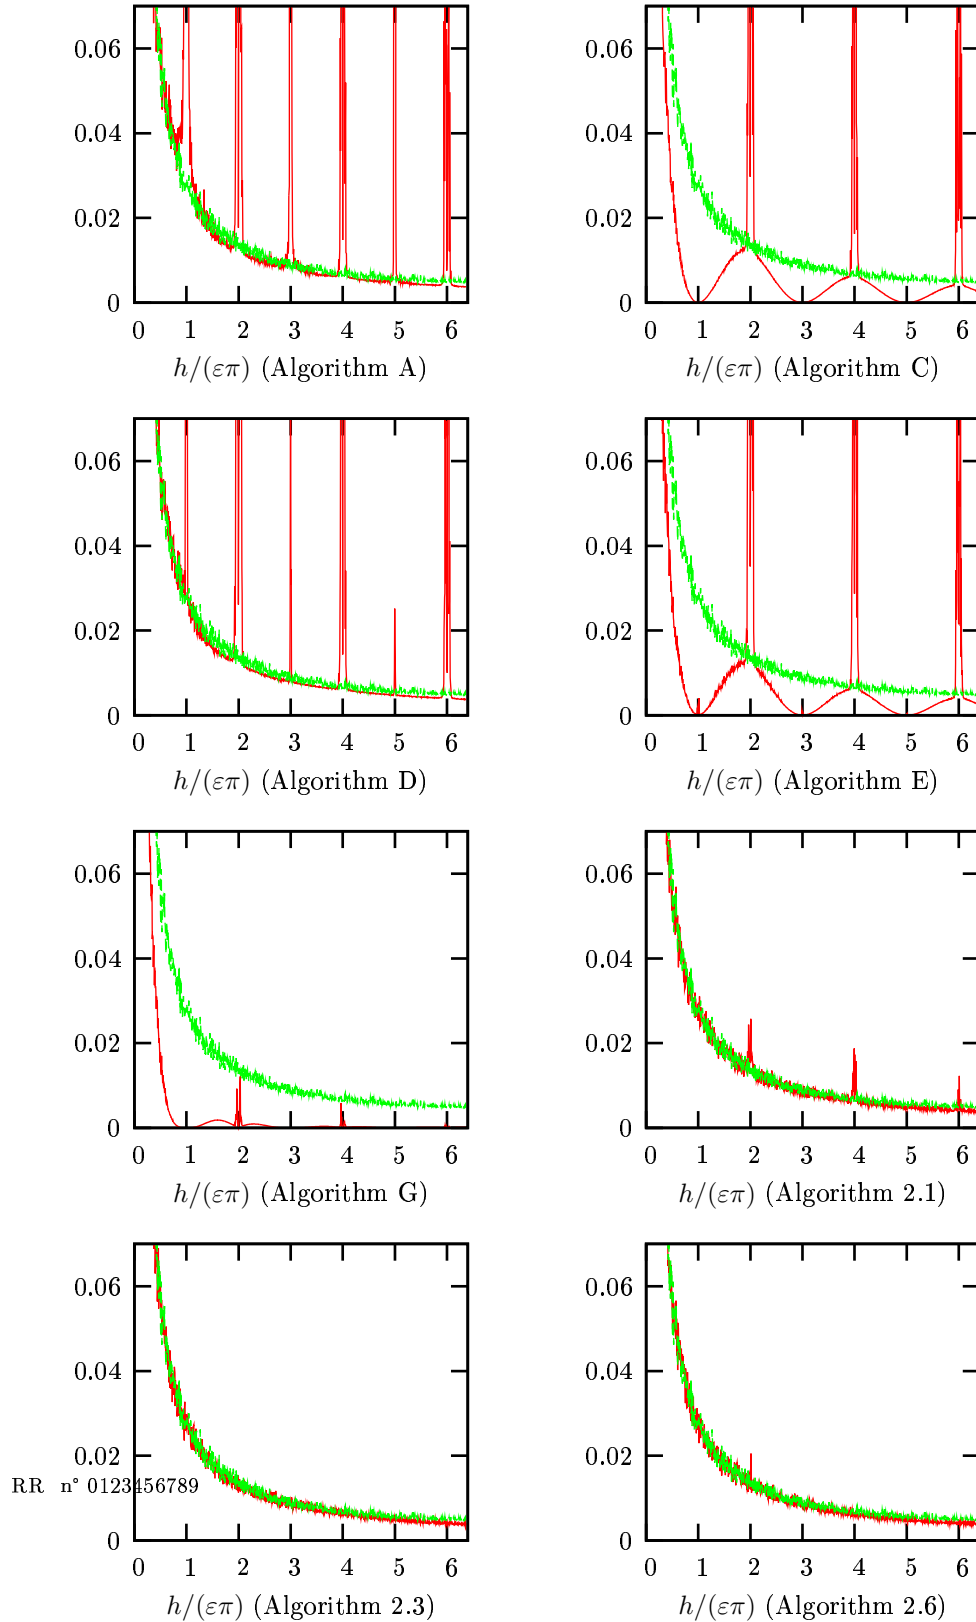 0.06
0.04
0.02
0
0 1 2 3 4 5 6
h/(επ) (Algorithm A)
0.06
0.04
0.02
0
0 1 2 3 4 5 6
h/(επ) (Algorithm C)
0.06
0.04
0.02
0
0 1 2 3 4 5 6
h/(επ) (Algorithm D)
0.06
0.04
0.02
0
0 1 2 3 4 5 6
h/(επ) (Algorithm E)
0.06
0.04
0.02
0
0 1 2 3 4 5 6
h/(επ) (Algorithm G)
0.06
0.04
0.02
0
0 1 2 3 4 5 6
h/(επ) (Algorithm 2.1)
0.06
0.04
0.02
RR n° 0123456789
0
0 1 2 3 4 5 6
h/(επ) (Algorithm 2.3)
0.06
0.04
0.02
0
0 1 2 3 4 5 6
h/(επ) (Algorithm 2.6)